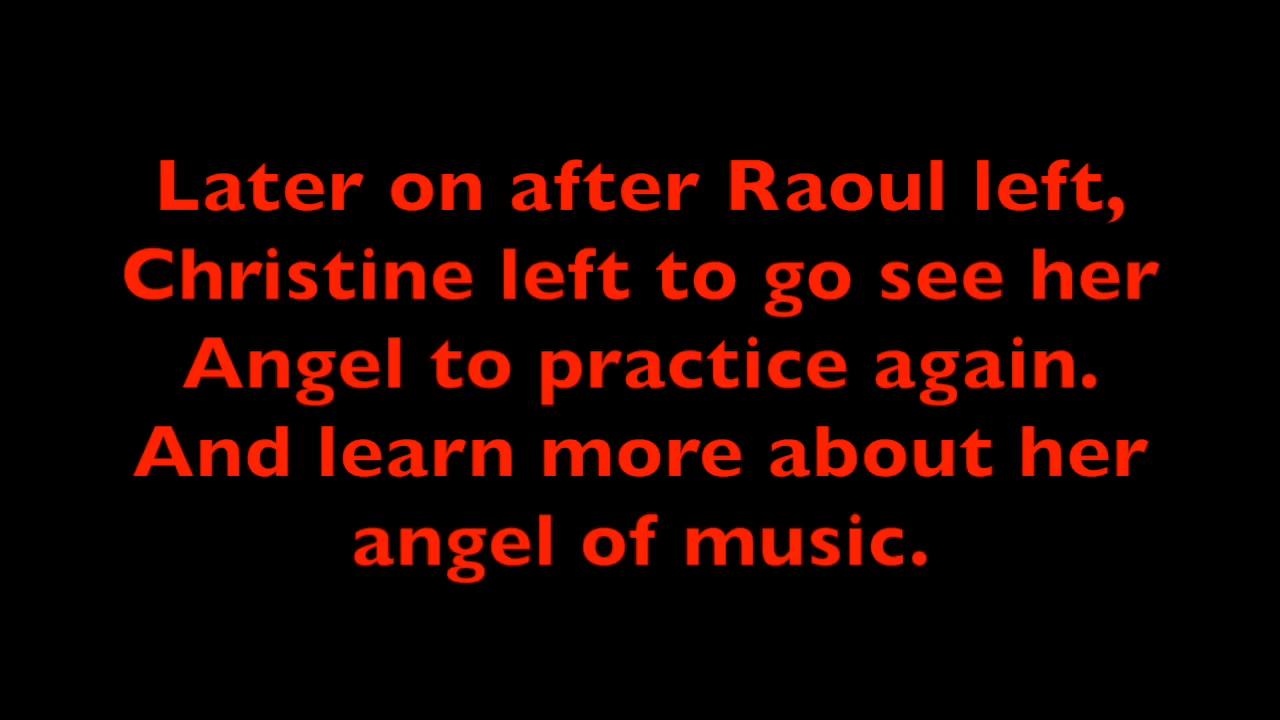 Later on after Raoul left,
Christine left to go see her
Angel to practice again.
And learn more about her
angel of music.